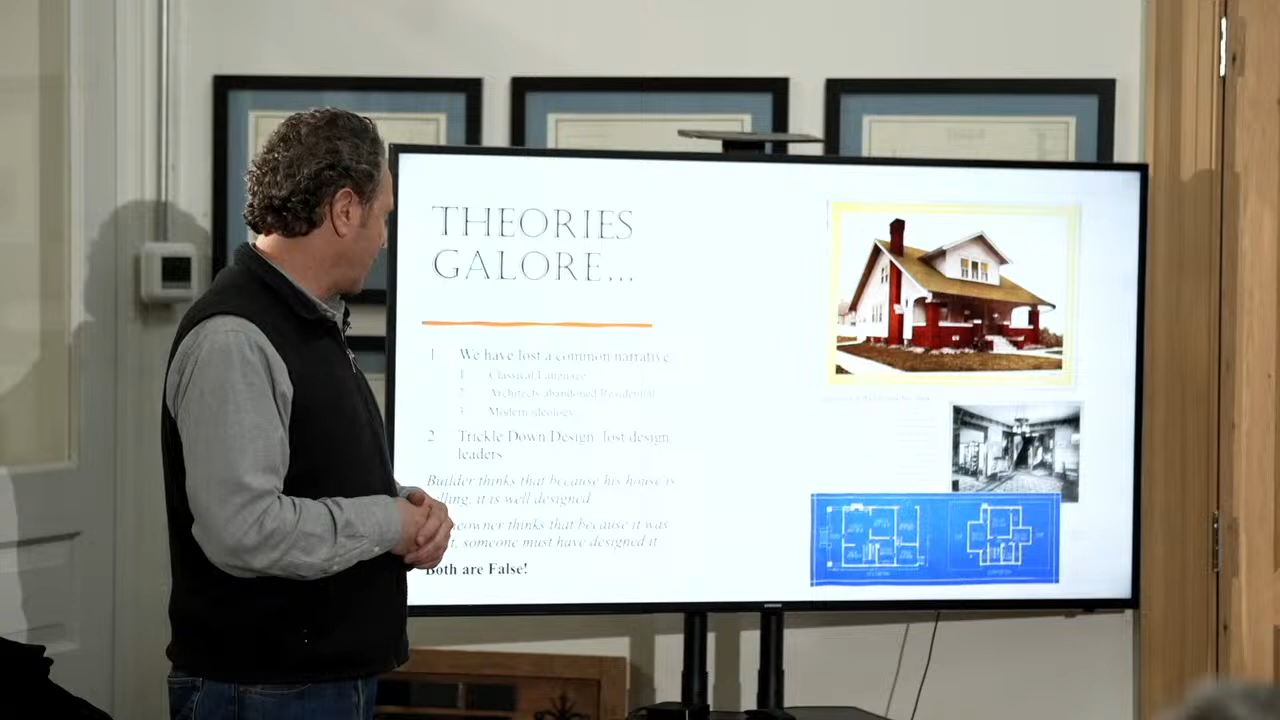 THEORIES
GALORE...
1 We have lost a common narrative
1 Classical Language
2 Architects abandoned Residential
3 Modern ideology
2 Trickle Down Design lost design
leaders
Builder thinks that because his house is
it is well designed
thinks that because it was
someone must have designed it
Both are False!
SAMSUNG